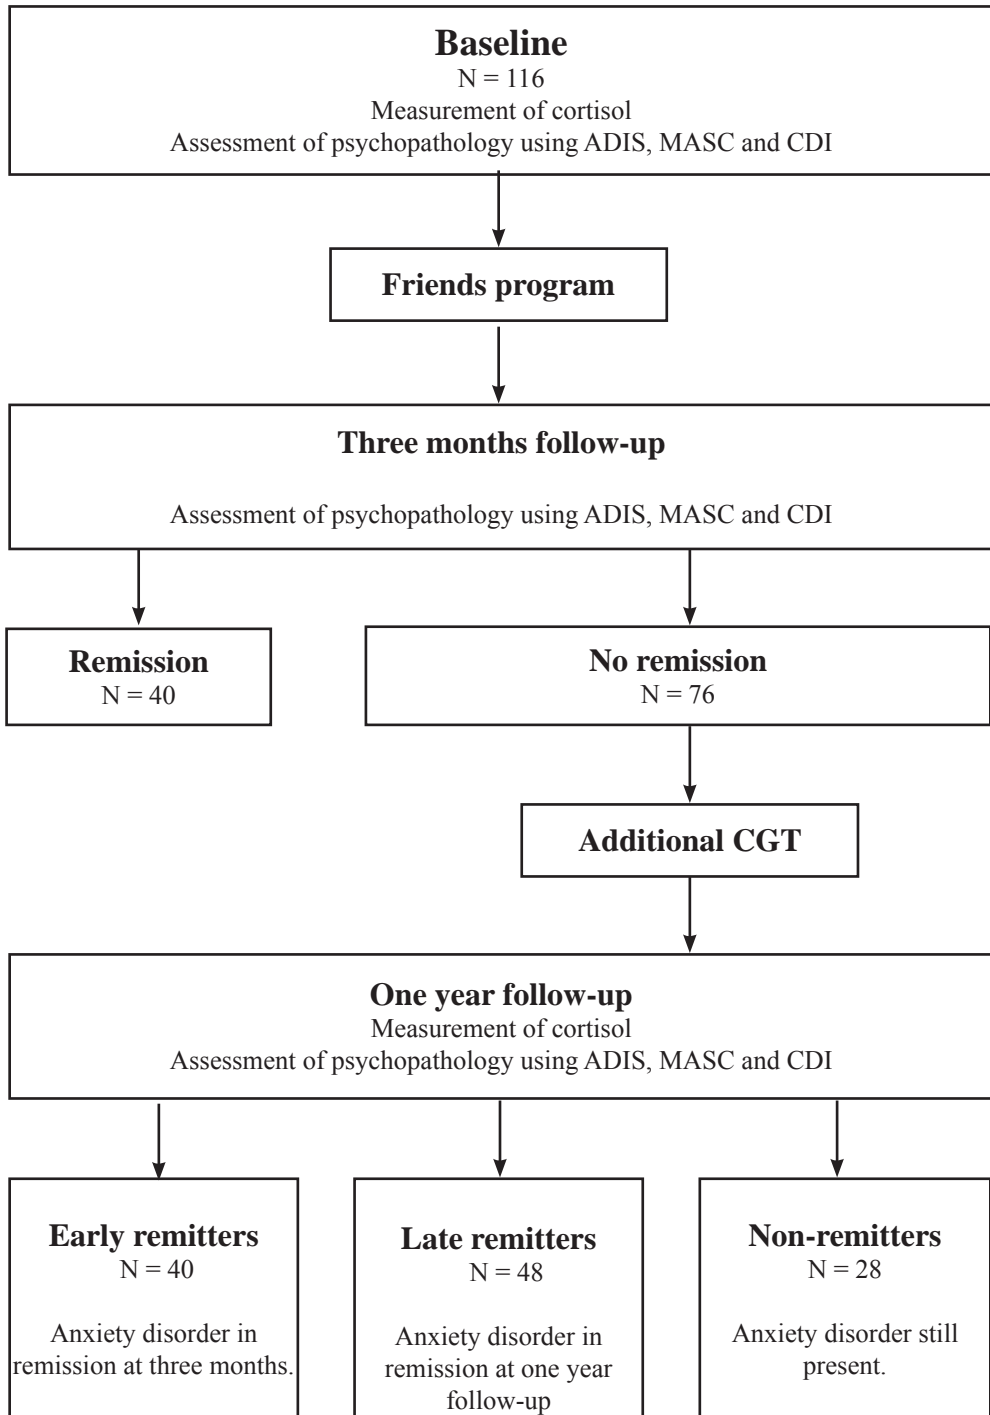 Baseline
N = 116
Measurement of cortisol
Assessment of psychopathology using ADIS, MASC and CDI
Friends program
Three months follow-up
Assessment of psychopathology using ADIS, MASC and CDI
Remission
N = 40
No remission
N = 76
Additional CGT
One year follow-up
Measurement of cortisol
Assessment of psychopathology using ADIS, MASC and CDI
Early remitters
N = 40
Anxiety disorder in
remission at three months.
Late remitters
N = 48
Anxiety disorder in
remission at one year
follow-up
Non-remitters
N = 28
Anxiety disorder still
present.